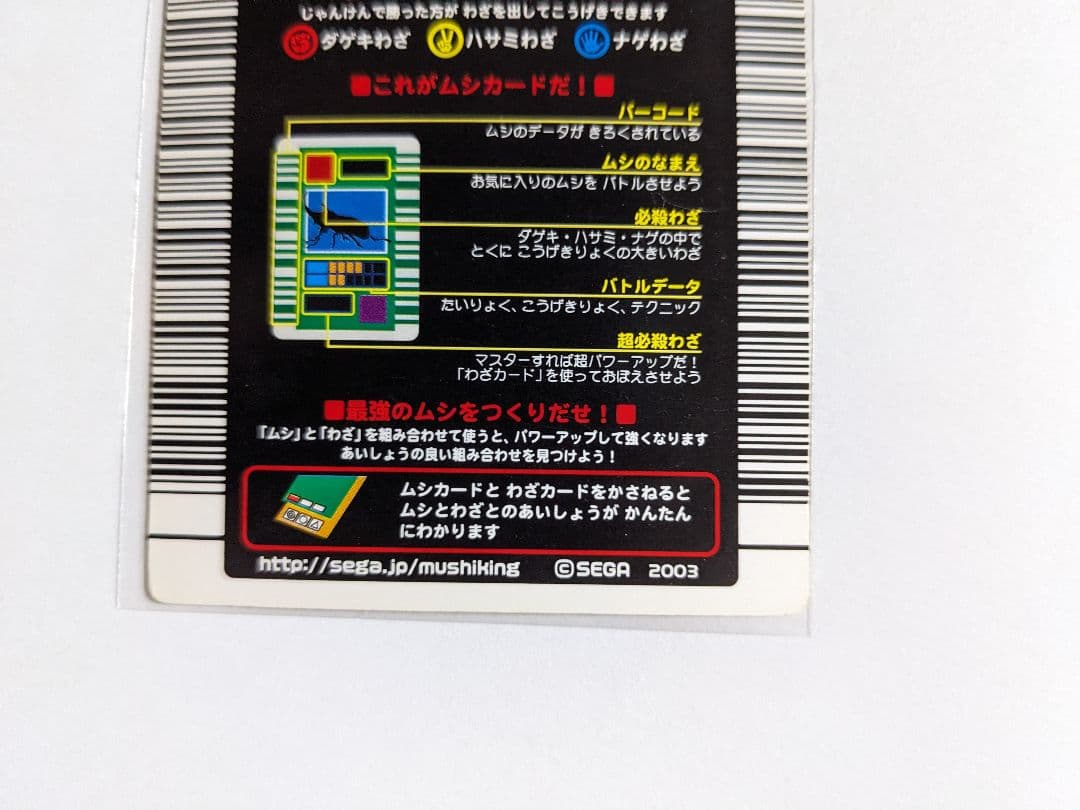 じゃんけんで勝った方が わざを出してこうげきできます
ダゲキわざ ハサミわざ ナゲわざ
■これがムシカードだ！■
バーコード
ムシのデータが きろくされている
ムシのなまえ
お気に入りのムシを バトルさせよう
必殺わざ
ダゲキ・ハサミ・ナゲの中で
とくに こうげきりょくの大きいわざ
バトルデータ
たいりょく、こうげきりょく、テクニック
超必殺わざ
マスターすれば超パワーアップだ！
「わざカード」を使っておぼえさせよう
■最強のムシをつくりだせ！■
「ムシ」と「わざ」を組み合わせて使うと、パワーアップして強くなります
あいしょうの良い組み合わせを見つけよう！
ムシカードと わざカードをかさねると
ムシとわざとのあいしょうが かんたん
にわかります
http://sega.jp/mushiking ©SEGA 2003